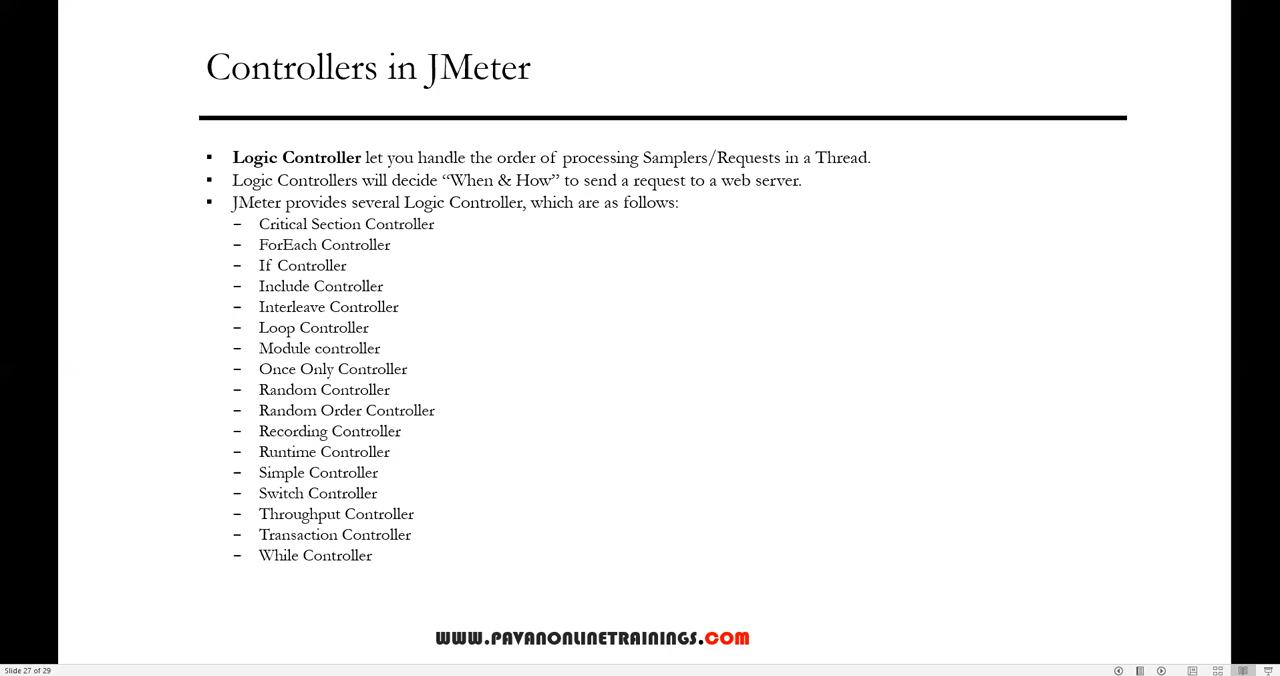 Controllers in JMeter
▪ Logic Controller let you handle the order of processing Samplers/Requests in a Thread.
▪ Logic Controllers will decide “When & How” to send a request to a web server.
▪ JMeter provides several Logic Controller, which are as follows:
– Critical Section Controller
– ForEach Controller
– If Controller
– Include Controller
– Interleave Controller
– Loop Controller
– Module controller
– Once Only Controller
– Random Controller
– Random Order Controller
– Recording Controller
– Runtime Controller
– Simple Controller
– Switch Controller
– Throughput Controller
– Transaction Controller
– While Controller
WWW.PAVANONLINETRAININGS.COM
Slide 27 of 29